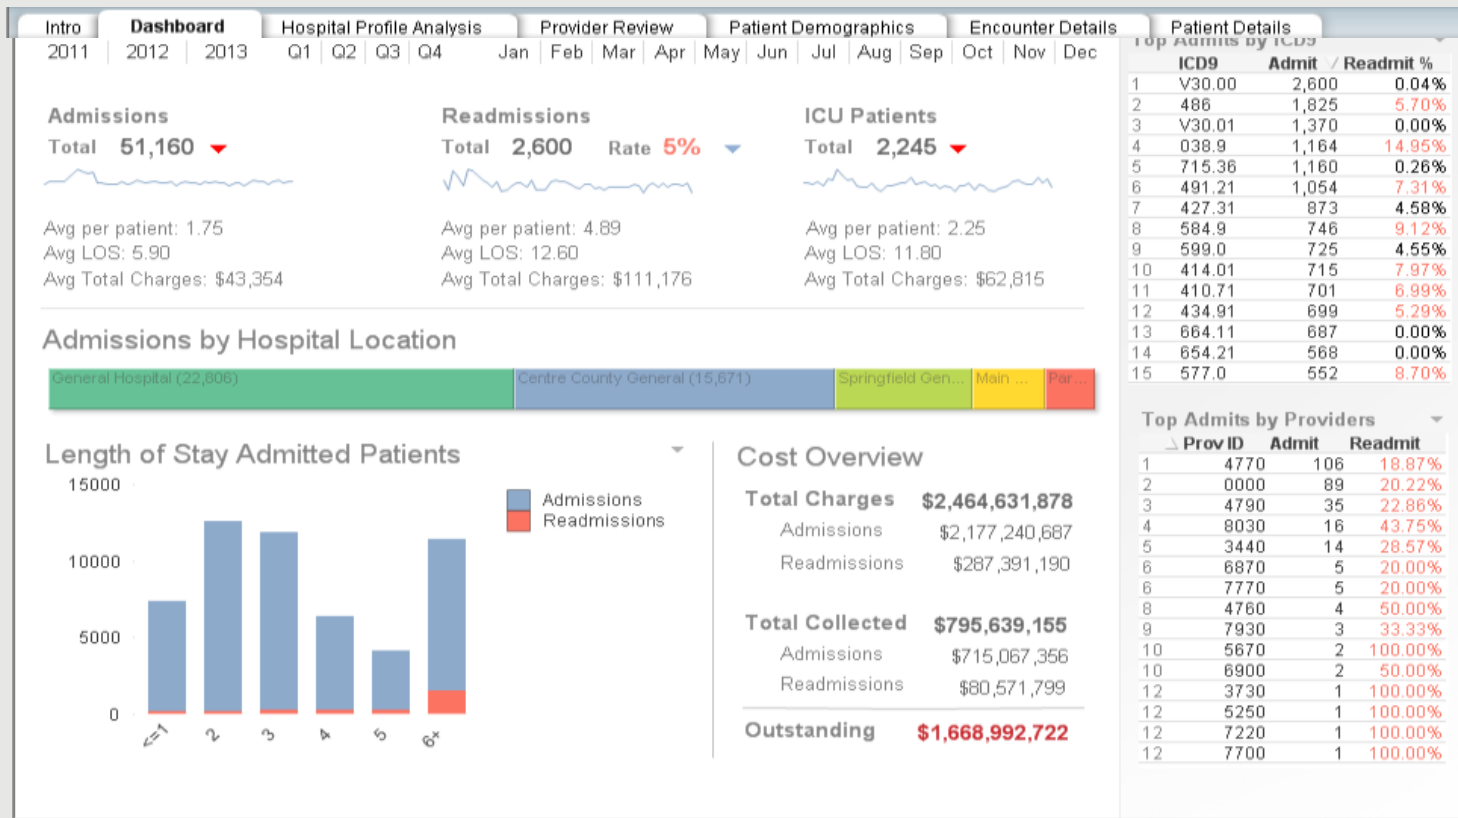 Intro Dashboard Hospital Profile Analysis Provider Review Patient Demographics Encounter Details Patient Details
2011 2012 2013 Q1 Q2 Q3 Q4 Jan Feb Mar Apr May Jun Jul Aug Sep Oct Nov Dec
Admissions
Total 51,160
Avg per patient: 1.75
Avg LOS: 5.90
Avg Total Charges: $43,354
Readmissions
Total 2,600 Rate 5%
Avg per patient: 4.89
Avg LOS: 12.60
Avg Total Charges: $111,176
ICU Patients
Total 2,245
Avg per patient: 2.25
Avg LOS: 11.80
Avg Total Charges: $62,815
Admissions by Hospital Location
General Hospital (22,806) Centre County General (15,671) Springfield Gen... Main ... Par...
Length of Stay Admitted Patients
15000
10000
5000
0
<=1 2 3 4 5 6+
Admissions
Readmissions
Cost Overview
Total Charges $2,464,631,878
Admissions $2,177,240,687
Readmissions $287,391,190
Total Collected $795,639,155
Admissions $715,067,356
Readmissions $80,571,799
Outstanding $1,668,992,722
Top Admits by ICD9
ICD9 Admit Readmit %
1 V30.00 2,600 0.04%
2 486 1,825 5.70%
3 V30.01 1,370 0.00%
4 038.9 1,164 14.95%
5 715.36 1,160 0.26%
6 491.21 1,054 7.31%
7 427.31 873 4.58%
8 584.9 746 9.12%
9 599.0 725 4.55%
10 414.01 715 7.97%
11 410.71 701 6.99%
12 434.91 699 5.29%
13 664.11 687 0.00%
14 654.21 568 0.00%
15 577.0 552 8.70%
Top Admits by Providers
Prov ID Admit Readmit
1 4770 106 18.87%
2 0000 89 20.22%
3 4790 35 22.86%
4 8030 16 43.75%
5 3440 14 28.57%
6 6870 5 20.00%
6 7770 5 20.00%
8 4760 4 50.00%
9 7930 3 33.33%
10 5670 2 100.00%
10 6900 2 50.00%
12 3730 1 100.00%
12 5250 1 100.00%
12 7220 1 100.00%
12 7700 1 100.00%